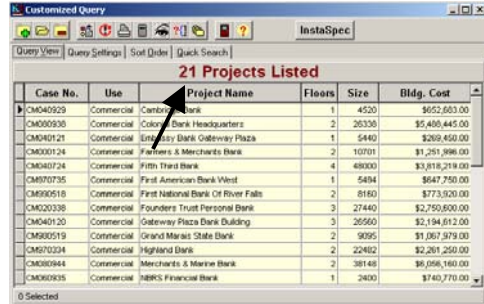 Customized Query
InstaSpec
Query View Query Settings Sort Order Quick Search
21 Projects Listed
Case No. Use Project Name Floors Size Bldg. Cost
CM040929 Commercial Cambridge Bank 1 4520 $652,683.00
CM080938 Commercial Colonial Bank Headquarters 2 26338 $5,488,445.00
CM040121 Commercial Embassy Bank Gateway Plaza 1 5440 $269,450.00
CM000124 Commercial Farmers & Merchants Bank 2 10701 $1,251,996.00
CM040724 Commercial Fifth Third Bank 4 48000 $3,818,219.00
CM970735 Commercial First American Bank West 1 5494 $647,750.00
CM990518 Commercial First National Bank Of River Falls 2 8160 $773,920.00
CM020338 Commercial Founders Trust Personal Bank 3 27440 $2,750,600.00
CM040120 Commercial Gateway Plaza Bank Building 3 26560 $2,194,612.00
CM980519 Commercial Grand Marais State Bank 2 9095 $1,067,979.00
CM970334 Commercial Highland Bank 2 22482 $2,261,250.00
CM080944 Commercial Merchants & Marine Bank 2 38148 $6,056,160.00
CM060935 Commercial NBRS Financial Bank 1 2400 $740,770.00
0 Selected